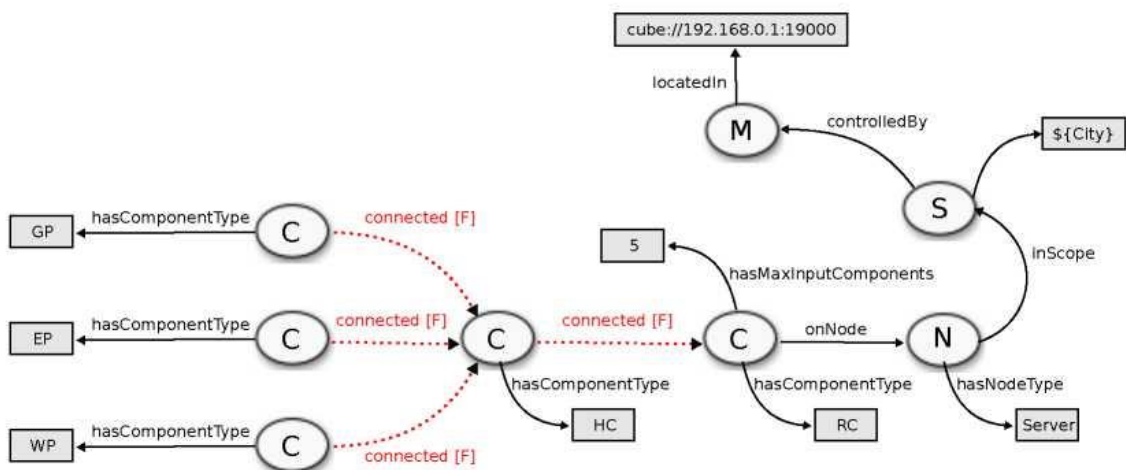 cube://192.168.0.1:19000
locatedIn
M
controlledBy
${City}
S
hasComponentType
connected [F]
GP
C
5
inScope
hasMaxInputComponents
hasComponentType
connected [F]
connected [F]
onNode
EP
C
C
C
N
hasComponentType
hasComponentType
hasNodeType
HC
RC
Server
hasComponentType
WP
C
connected [F]